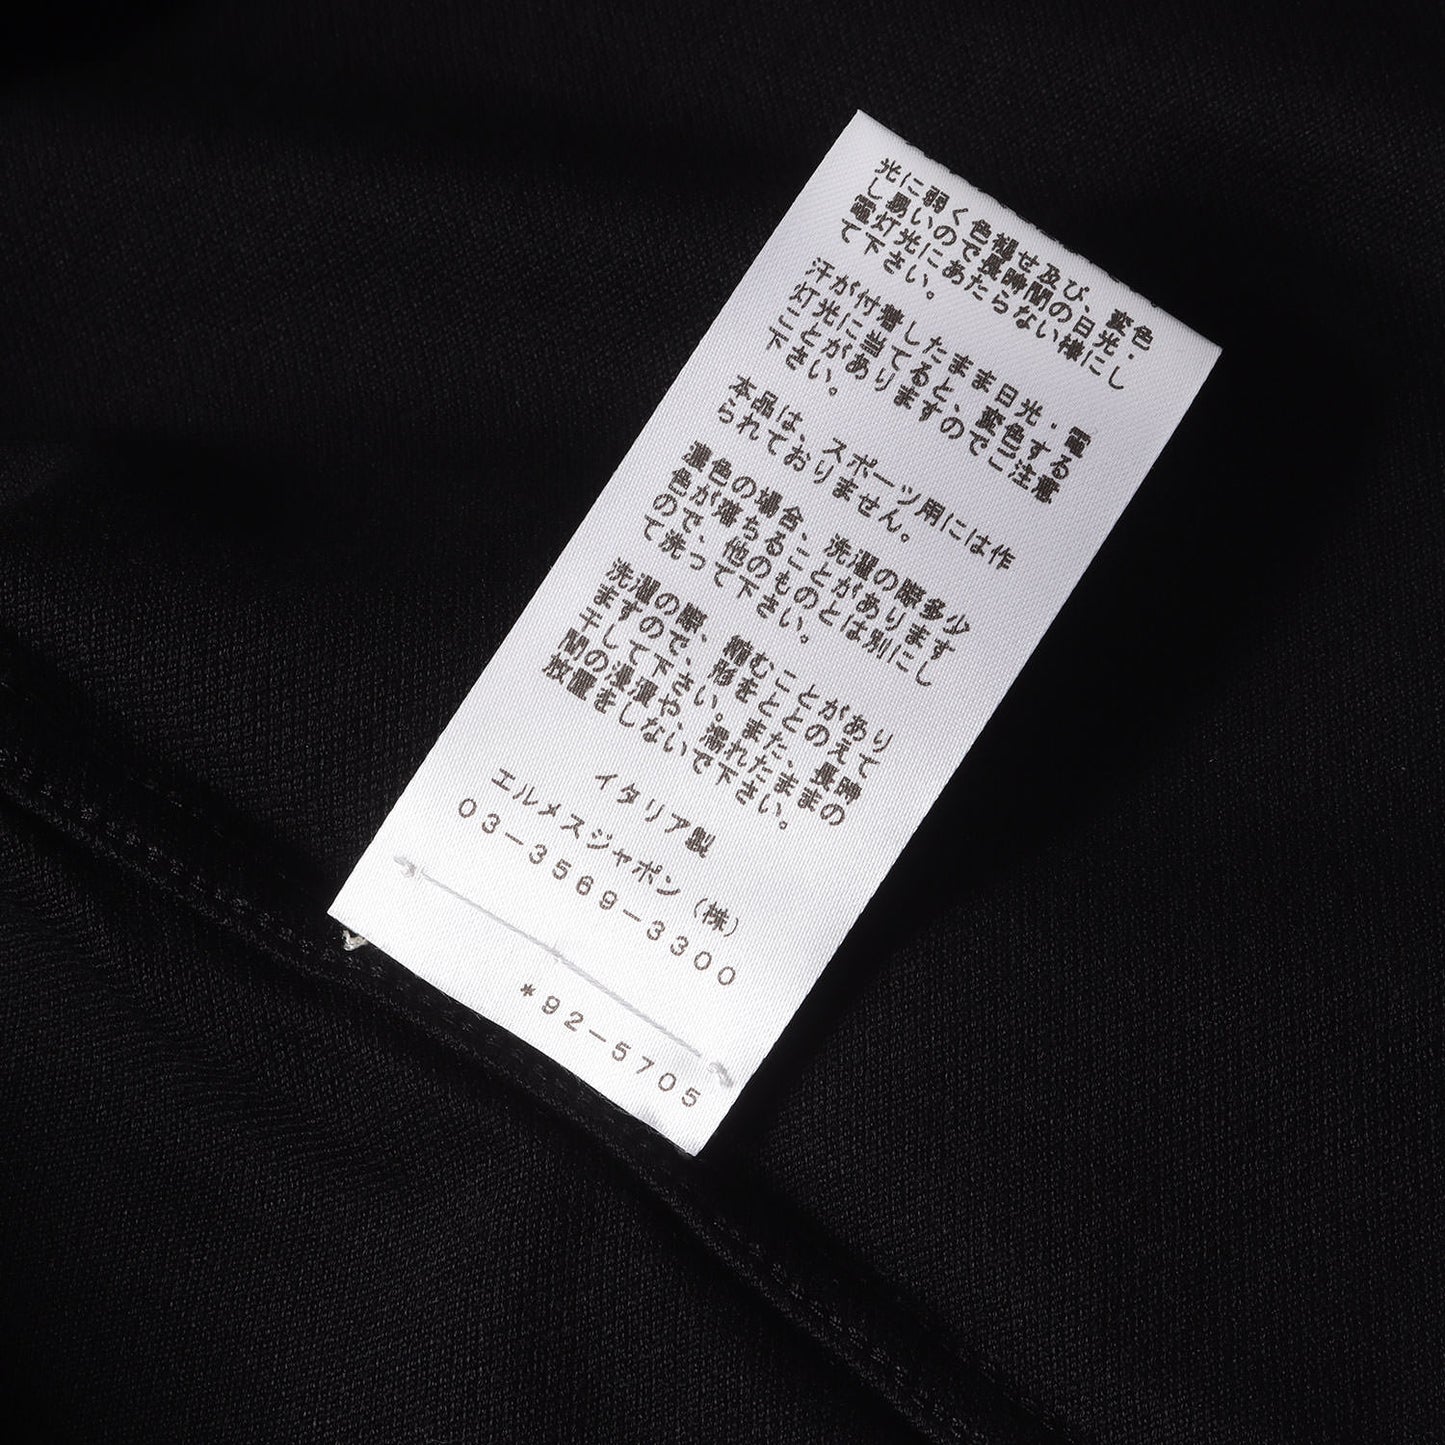 光に弱く色褪せ及び、変色
し易いので長時間の日光・
電灯光にあたらない様にし
て下さい。
汗が付着したまま日光・電
灯光に当てると、変色する
ことがありますのでご注意
下さい。
本品は、スポーツ用には作
られておりません。
濃色の場合、洗濯の際多少
色が落ちることがあります
ので、他のものとは別にし
て洗って下さい。
洗濯の際、縮むことがあり
ますので、形をととのえて
干して下さい。また、長時
間の浸濯や、濡れたままの
放置をしないで下さい。
イタリア製
エルメスジャポン（株）
03－3569－3300
*92－5705